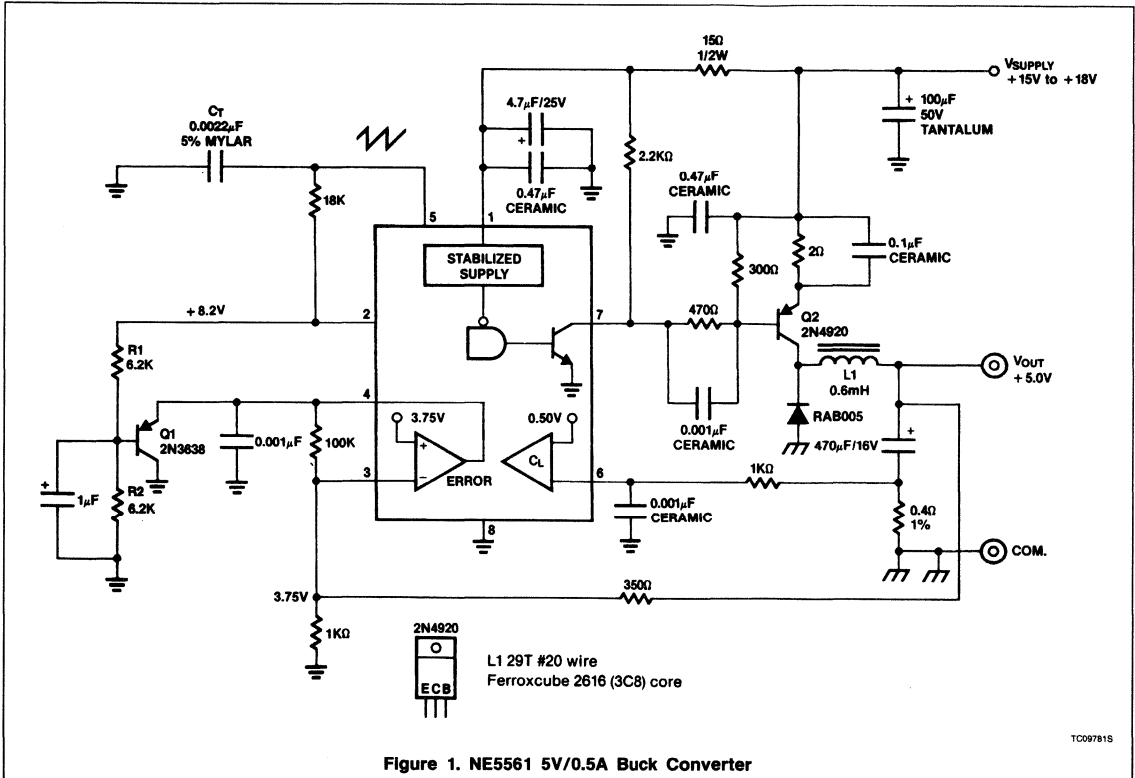 15Ω
1/2W
VSUPPLY
+15V to +18V
+ 100μF
50V
TANTALUM
CT
0.0022μF
5% MYLAR
4.7μF/25V
+
2.2KΩ
0.47μF
CERAMIC
0.47μF
CERAMIC
18K
5
1
STABILIZED
SUPPLY
300Ω
2Ω
0.1μF
CERAMIC
+8.2V
2
7
470Ω
Q2
2N4920
R1
6.2K
L1
0.6mH
VOUT
+5.0V
4
3.75V
0.50V
0.001μF
CERAMIC
RAB005
Q1
2N3638
0.001μF
100K
+
−
CL
470μF/16V
+
3
ERROR
6
1KΩ
+
1μF
R2
6.2K
0.001μF
CERAMIC
0.4Ω
1%
8
COM.
3.75V
350Ω
1KΩ
2N4920
ECB
L1 29T #20 wire
Ferroxcube 2616 (3C8) core
TC09781S
Figure 1. NE5561 5V/0.5A Buck Converter